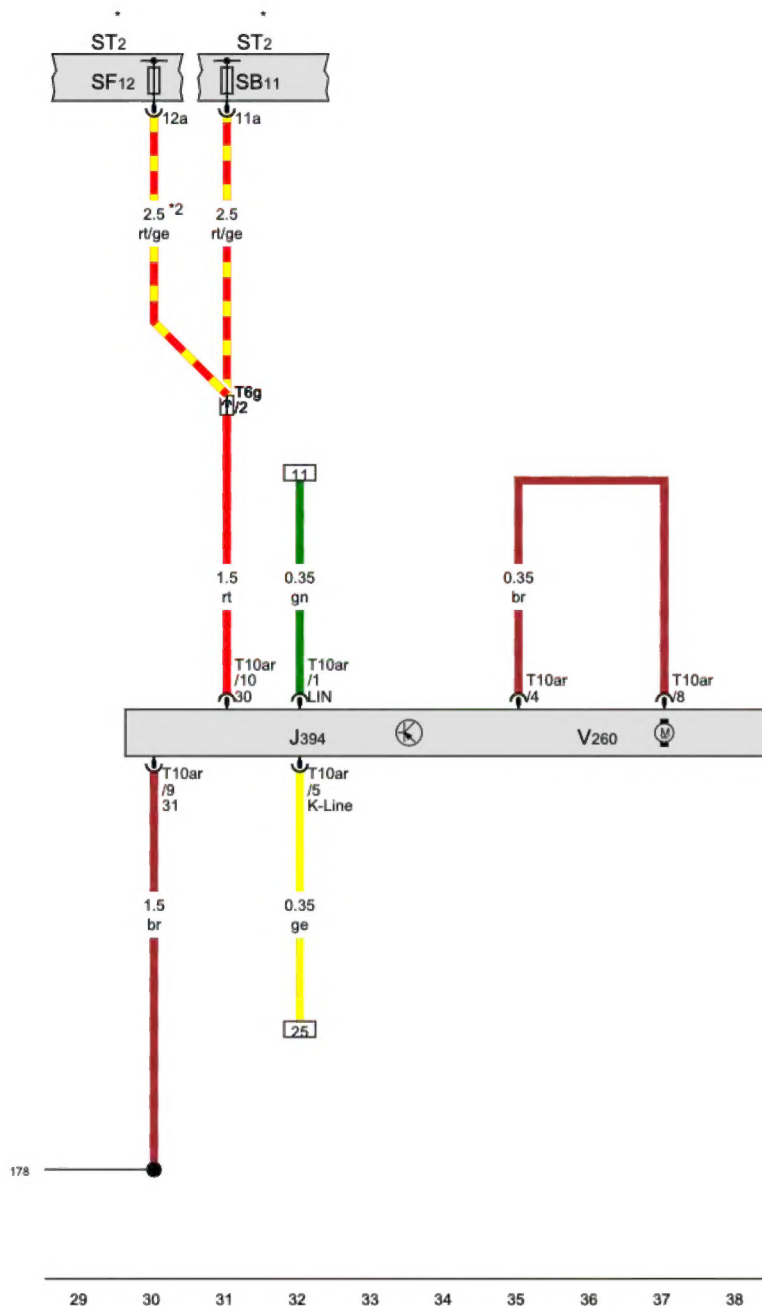 * *
ST2 ST2
SF12 SB11
12a 11a
2.5 *2 2.5
rt/ge rt/ge
T6g
/2
11
1.5 0.35 0.35
rt gn br
T10ar T10ar T10ar T10ar
/10 /1 /4 /8
30 LIN
J394 V260 M
T10ar T10ar
/9 /5
31 K-Line
1.5 0.35
br ge
25
178
29 30 31 32 33 34 35 36 37 38